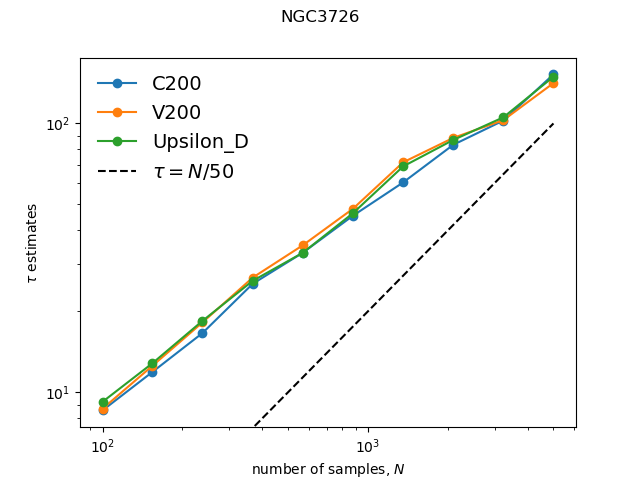 NGC3726
C200
V200
Upsilon_D
τ = N/50
10²
10¹
τ estimates
10²
10³
number of samples, N